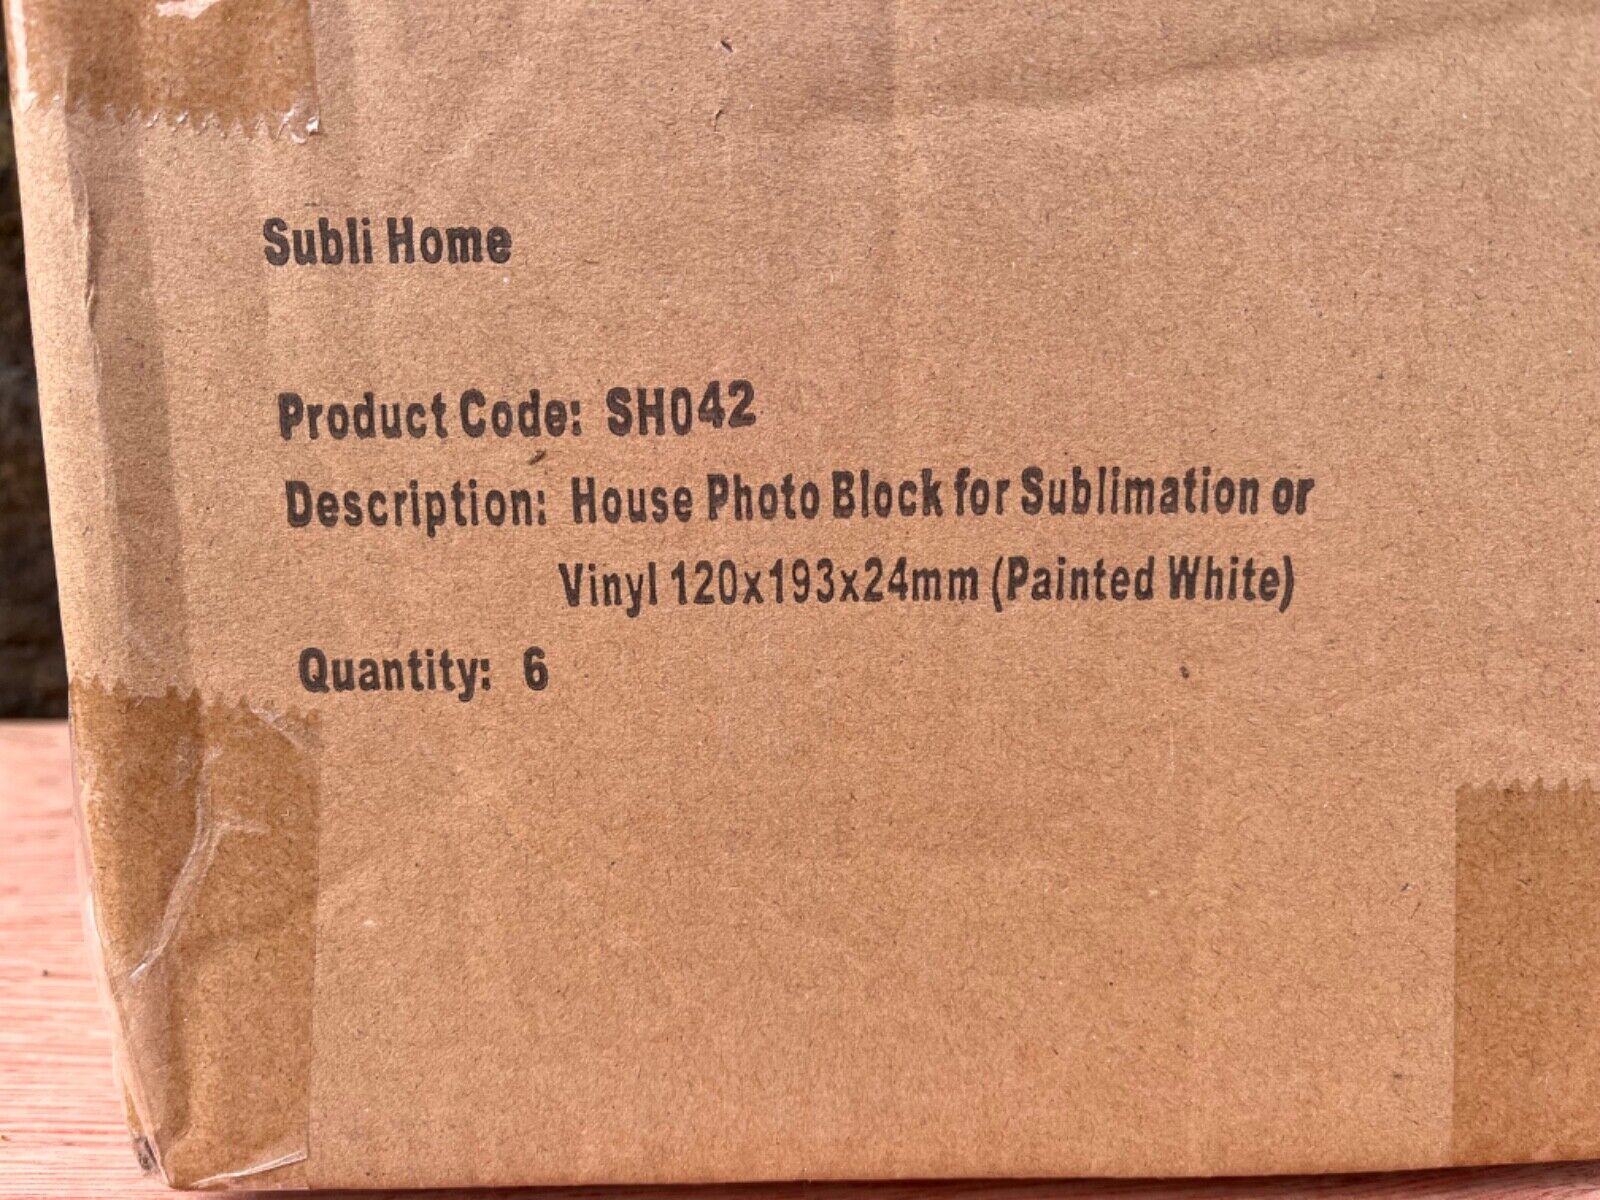 Subli Home
Product Code: SH042
Description: House Photo Block for Sublimation or
Vinyl 120x193x24mm (Painted White)
Quantity: 6